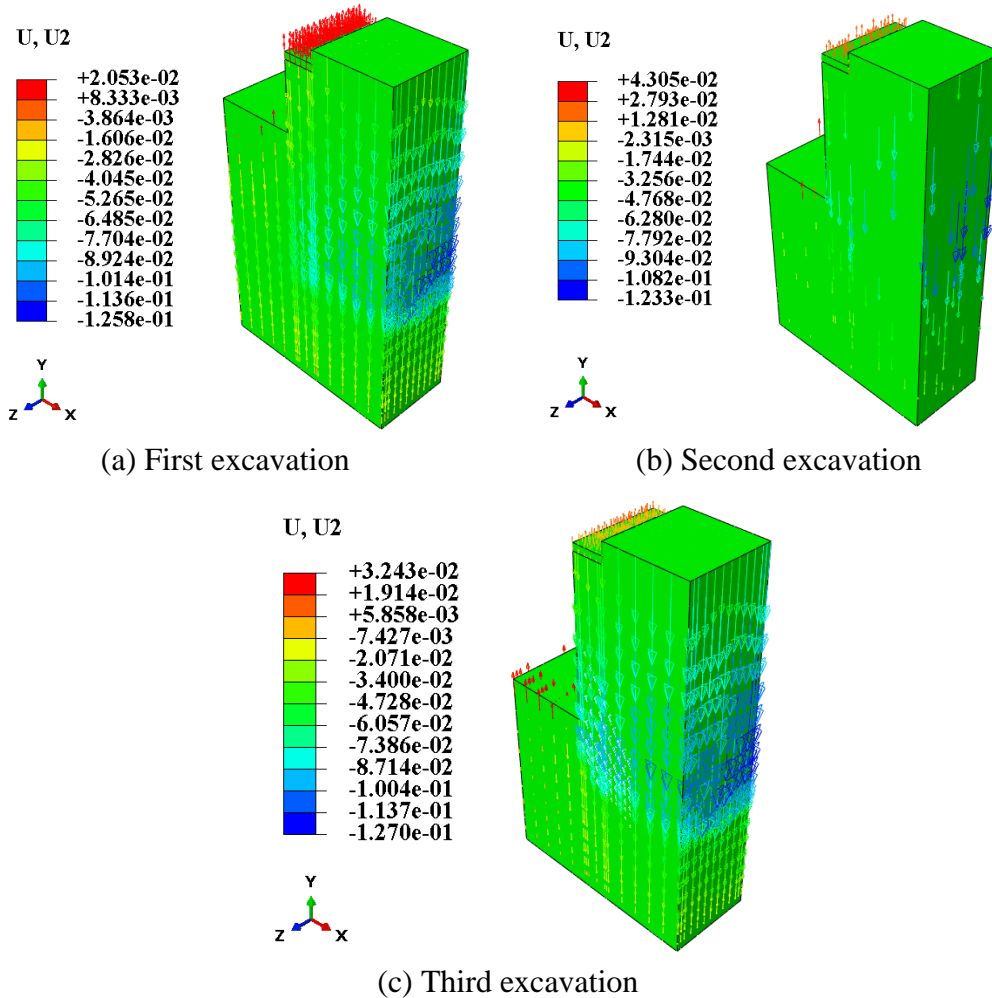 U, U2
+2.053e-02
+8.333e-03
-3.864e-03
-1.606e-02
-2.826e-02
-4.045e-02
-5.265e-02
-6.485e-02
-7.704e-02
-8.924e-02
-1.014e-01
-1.136e-01
-1.258e-01
Y
Z
X
(a) First excavation
U, U2
+4.305e-02
+2.793e-02
+1.281e-02
-2.315e-03
-1.744e-02
-3.256e-02
-4.768e-02
-6.280e-02
-7.792e-02
-9.304e-02
-1.082e-01
-1.233e-01
Y
Z
X
(b) Second excavation
U, U2
+3.243e-02
+1.914e-02
+5.858e-03
-7.427e-03
-2.071e-02
-3.400e-02
-4.728e-02
-6.057e-02
-7.386e-02
-8.714e-02
-1.004e-01
-1.137e-01
-1.270e-01
Y
Z
X
(c) Third excavation